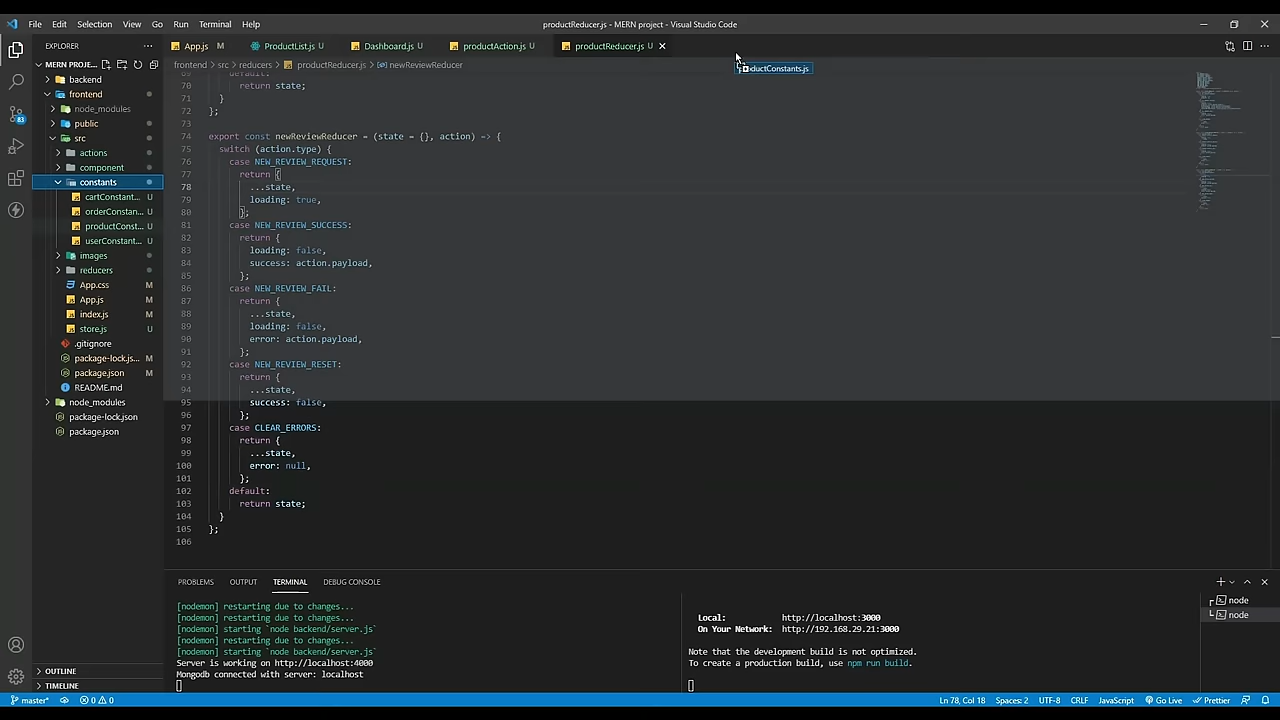 File Edit Selection View Go Run Terminal Help
productReducer.js - MERN project - Visual Studio Code
EXPLORER
App.js M
ProductList.js U
Dashboard.js U
productAction.js U
productReducer.js U
MERN PROJEC...
frontend > src > reducers > productReducer.js > newReviewReducer
ductConstants.js
backend
frontend
node_modules
public
src
actions
component
constants
cartConstant... U
orderConstan... U
productConst... U
userConstant... U
images
reducers
App.css M
App.js M
index.js M
store.js U
.gitignore
package-lock.js... M
package.json M
README.md
node_modules
package-lock.json
package.json
OUTLINE
TIMELINE
83
69 default:
70 return state;
71 }
72 };
73
74 export const newReviewReducer = (state = {}, action) => {
75 switch (action.type) {
76 case NEW_REVIEW_REQUEST:
77 return {
78 ...state,
79 loading: true,
80 };
81 case NEW_REVIEW_SUCCESS:
82 return {
83 loading: false,
84 success: action.payload,
85 };
86 case NEW_REVIEW_FAIL:
87 return {
88 ...state,
89 loading: false,
90 error: action.payload,
91 };
92 case NEW_REVIEW_RESET:
93 return {
94 ...state,
95 success: false,
96 };
97 case CLEAR_ERRORS:
98 return {
99 ...state,
100 error: null,
101 };
102 default:
103 return state;
104 }
105 };
106
PROBLEMS OUTPUT TERMINAL DEBUG CONSOLE
[nodemon] restarting due to changes...
[nodemon] restarting due to changes...
[nodemon] starting `node backend/server.js`
[nodemon] restarting due to changes...
[nodemon] starting `node backend/server.js`
Server is working on http://localhost:4000
Mongodb connected with server: localhost
Local: http://localhost:3000
On Your Network: http://192.168.29.21:3000
Note that the development build is not optimized.
To create a production build, use npm run build.
node
node
master* 0 0
Ln 78, Col 18 Spaces: 2 UTF-8 CRLF JavaScript Go Live Prettier